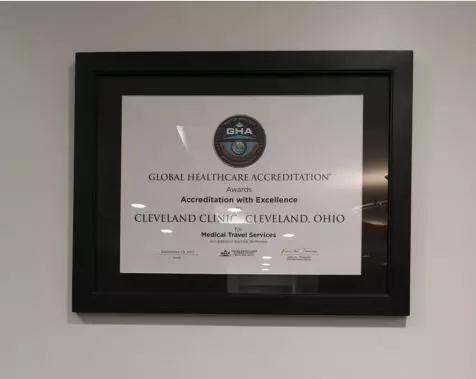 GHA
GLOBAL HEALTHCARE ACCREDITATION®
Awards
Accreditation with Excellence
CLEVELAND CLINIC, CLEVELAND, OHIO
for
Medical Travel Services